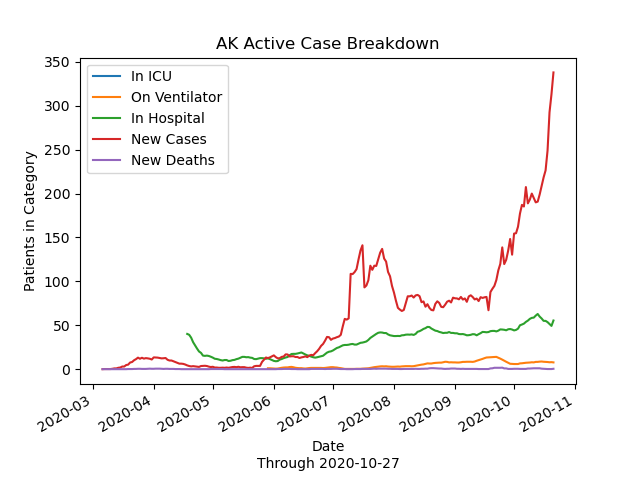 AK Active Case Breakdown
350
300
250
200
150
100
50
0
Patients in Category
In ICU
On Ventilator
In Hospital
New Cases
New Deaths
2020-03
2020-04
2020-05
2020-06
2020-07
2020-08
2020-09
2020-10
2020-11
Date
Through 2020-10-27